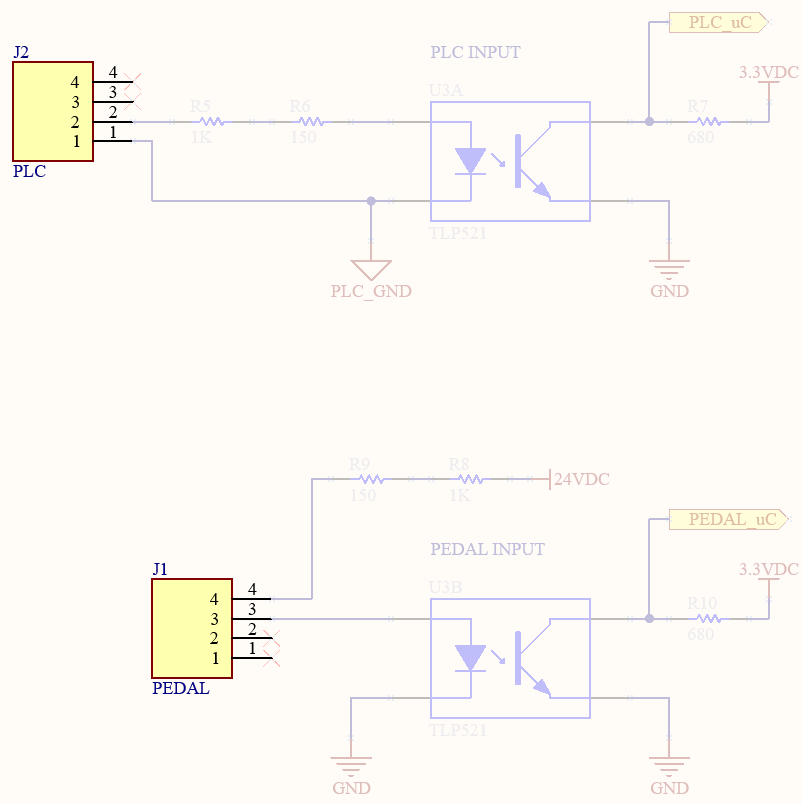 PLC_uC
J2
PLC INPUT
3.3VDC
4 4
3 3
2 2
1 1
PLC
R5
1K
R6
150
U3A
TLP521
R7
680
PLC_GND
GND
R9
150
R8
1K
24VDC
PEDAL_uC
PEDAL INPUT
J1
3.3VDC
4 4
3 3
2 2
1 1
PEDAL
U3B
TLP521
R10
680
GND
GND